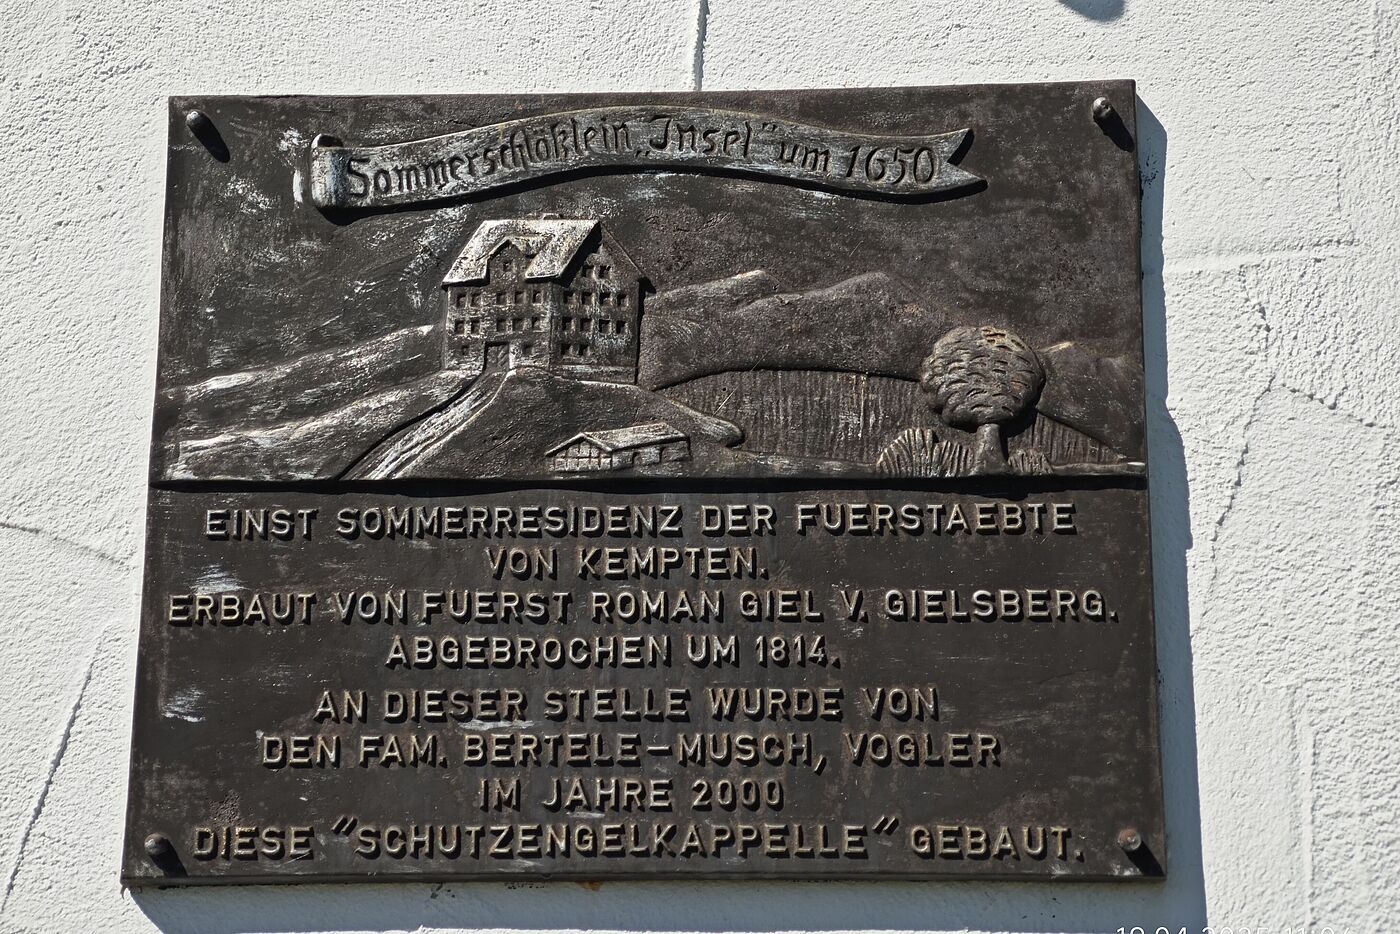 Sommerschlößlein „Insel" um 1650
EINST SOMMERRESIDENZ DER FUERSTAEBTE
VON KEMPTEN.
ERBAUT VON FUERST ROMAN GIEL V. GIELSBERG.
ABGEBROCHEN UM 1814.
AN DIESER STELLE WURDE VON
DEN FAM. BERTELE-MUSCH, VOGLER
IM JAHRE 2000
DIESE "SCHUTZENGELKAPPELLE" GEBAUT.